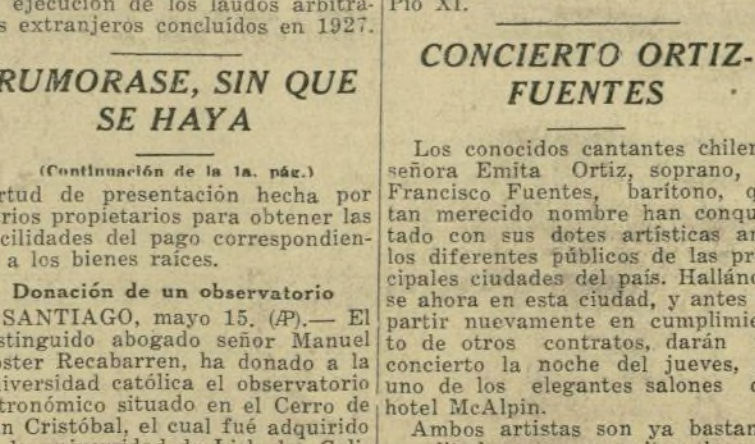 ejecución de los laudos arbitra-
s extranjeros concluídos en 1927.
RUMORASE, SIN QUE
SE HAYA
(Continuación de la 1a. pág.)
rtud de presentación hecha por
rios propietarios para obtener las
cilidades del pago correspondien-
a los bienes raíces.
Donación de un observatorio
SANTIAGO, mayo 15. (AP).— El
stinguido abogado señor Manuel
oster Recabarren, ha donado a la
niversidad católica el observatorio
tronómico situado en el Cerro de
n Cristóbal, el cual fué adquirido
Pío XI.
CONCIERTO ORTIZ-
FUENTES
Los conocidos cantantes chilen
señora Emita Ortiz, soprano,
Francisco Fuentes, barítono, q
tan merecido nombre han conqu
tado con sus dotes artísticas an
los diferentes públicos de las pr
cipales ciudades del país. Hallánd
se ahora en esta ciudad, y antes
partir nuevamente en cumplimie
to de otros contratos, darán
concierto la noche del jueves,
uno de los elegantes salones d
hotel McAlpin.
Ambos artistas son ya bastan